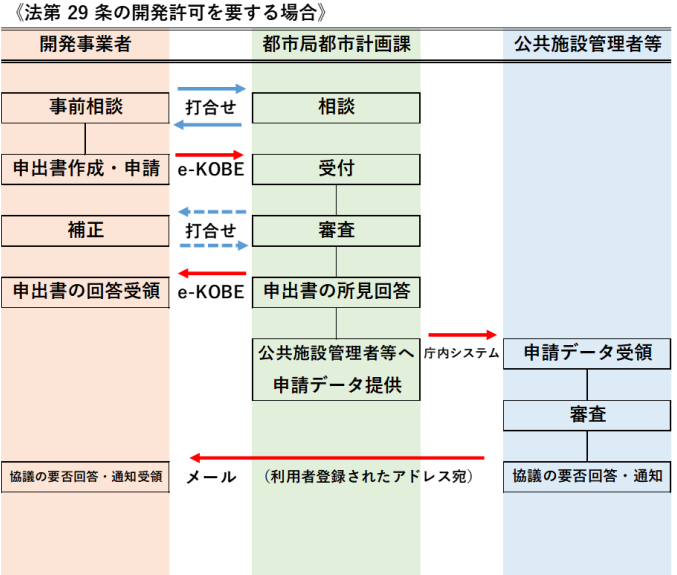 《法第 29 条の開発許可を要する場合》
開発事業者
都市局都市計画課
公共施設管理者等
事前相談
打合せ
相談
申出書作成・申請
e-KOBE
受付
補正
打合せ
審査
申出書の回答受領
e-KOBE
申出書の所見回答
公共施設管理者等へ
申請データ提供
庁内システム
申請データ受領
審査
協議の要否回答・通知受領
メール
（利用者登録されたアドレス宛）
協議の要否回答・通知